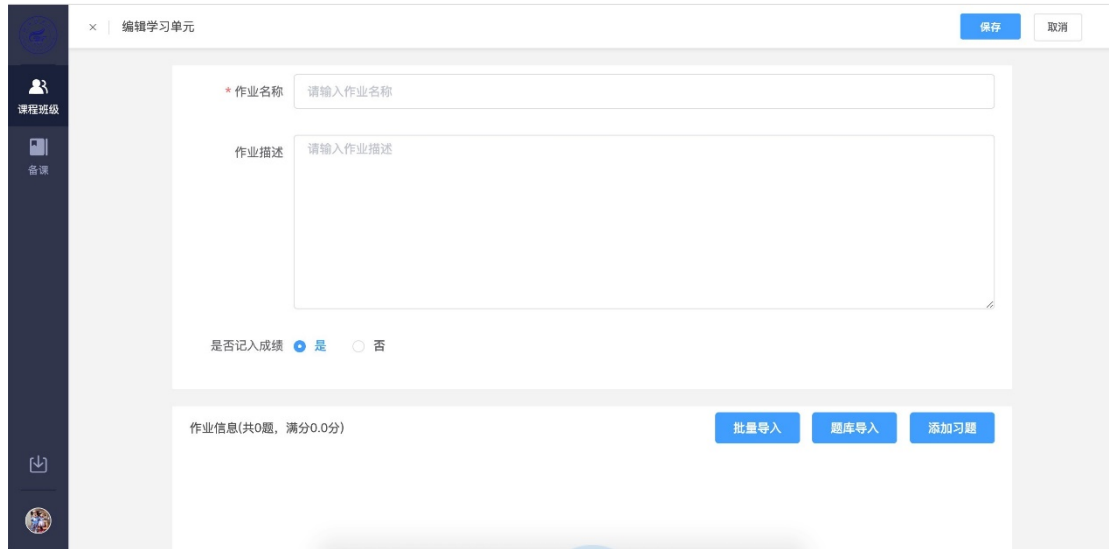 × 编辑学习单元 保存 取消
课程班级
备课
* 作业名称 请输入作业名称
作业描述 请输入作业描述
是否记入成绩 是 否
作业信息(共0题，满分0.0分) 批量导入 题库导入 添加习题